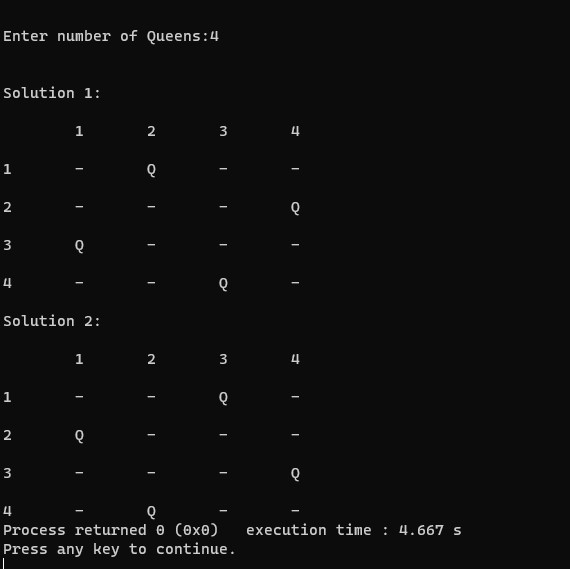 Enter number of Queens:4
Solution 1:
1 2 3 4
1 - Q - -
2 - - - Q
3 Q - - -
4 - - Q -
Solution 2:
1 2 3 4
1 - - Q -
2 Q - - -
3 - - - Q
4 - Q - -
Process returned 0 (0x0)   execution time : 4.667 s
Press any key to continue.